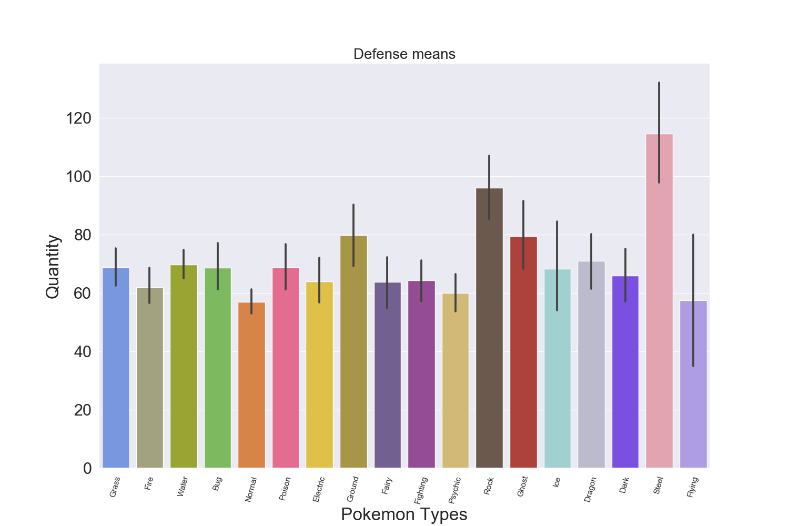 Defense means
Quantity
120
100
80
60
40
20
0
Grass
Fire
Water
Bug
Normal
Poison
Electric
Ground
Fairy
Fighting
Psychic
Rock
Ghost
Ice
Dragon
Dark
Steel
Flying
Pokemon Types